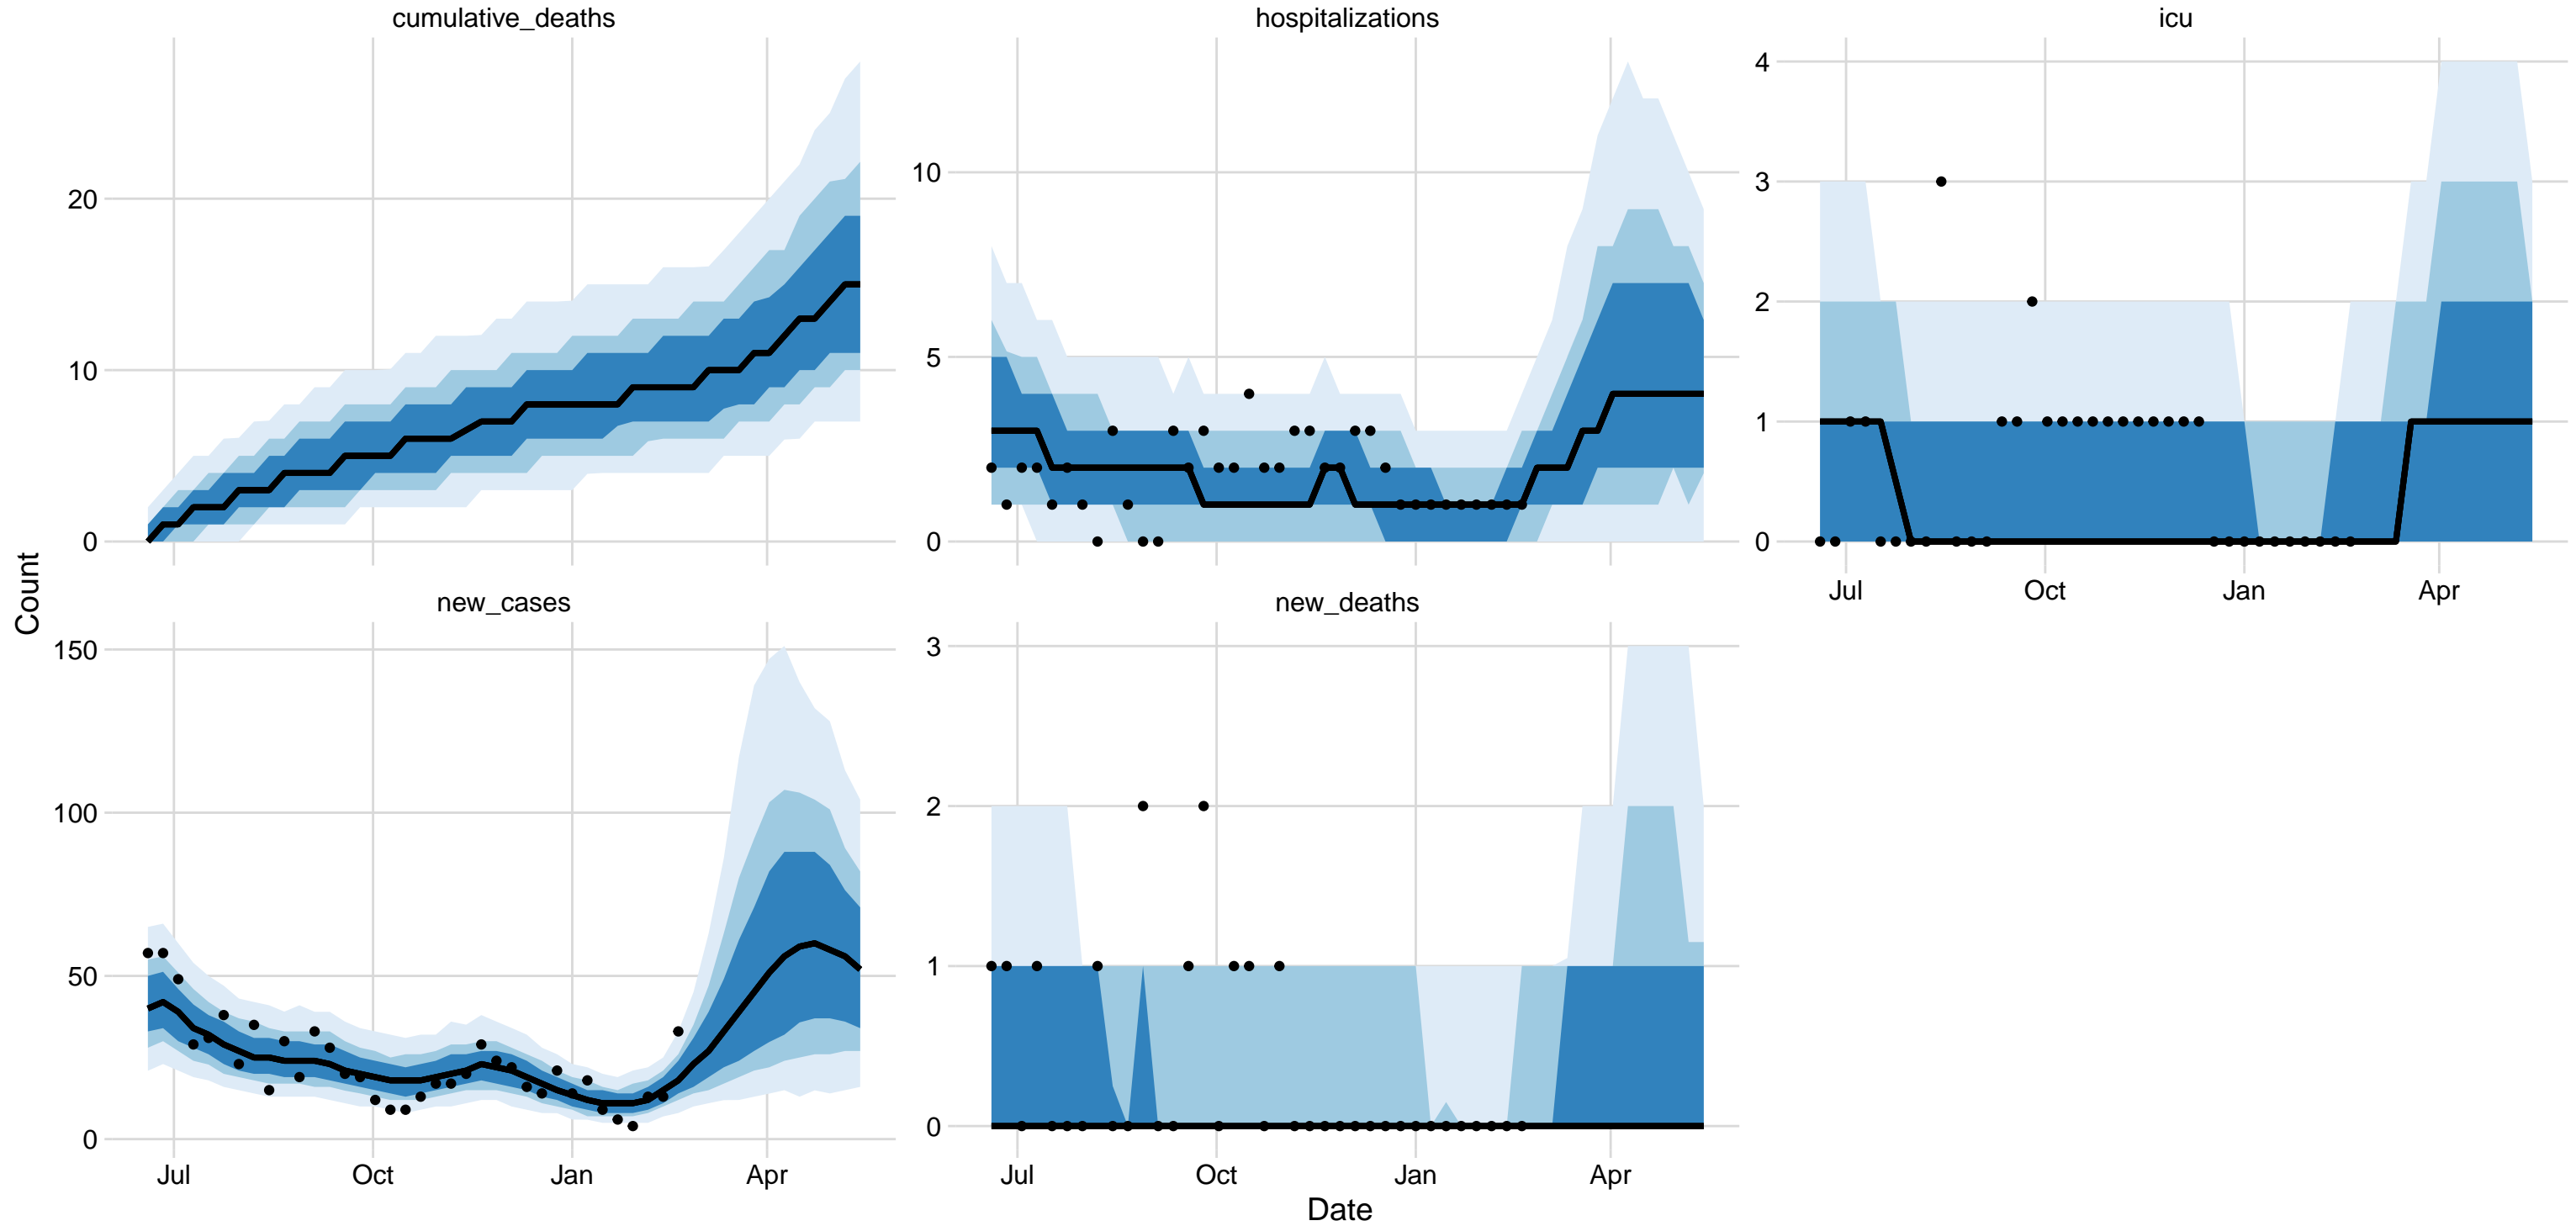 cumulative_deaths
hospitalizations
icu
20
10
0
10
5
0
4
3
2
1
0
Jul
Oct
Jan
Apr
Count
new_cases
new_deaths
150
100
50
0
Jul
Oct
Jan
Apr
3
2
1
0
Jul
Oct
Jan
Apr
Date